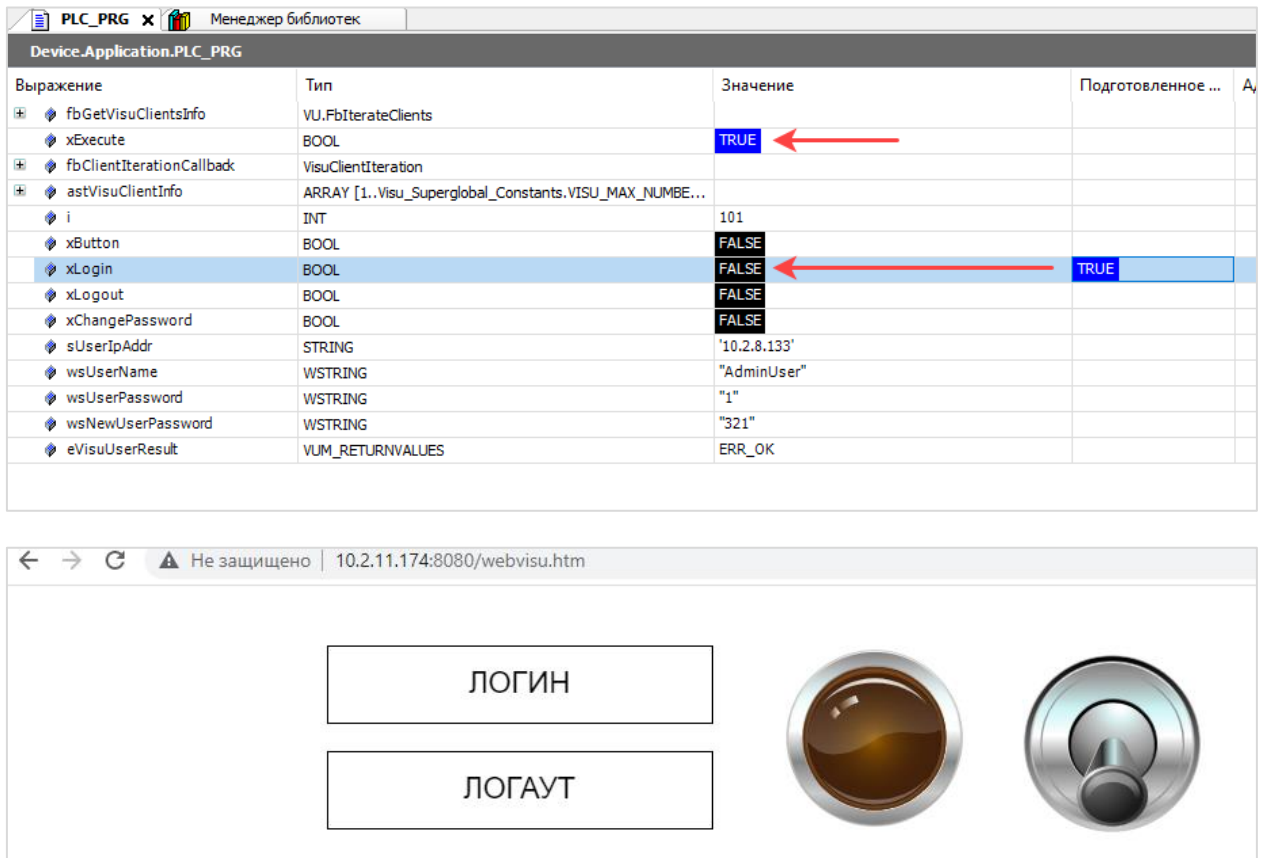 PLC_PRG Менеджер библиотек
Device.Application.PLC_PRG
Выражение Тип Значение Подготовленное ...
fbGetVisuClientsInfo VU.FbIterateClients
xExecute BOOL TRUE
fbClientIterationCallback VisuClientIteration
astVisuClientInfo ARRAY [1..Visu_Superglobal_Constants.VISU_MAX_NUMBE...
i INT 101
xButton BOOL FALSE
xLogin BOOL FALSE TRUE
xLogout BOOL FALSE
xChangePassword BOOL FALSE
sUserIpAddr STRING '10.2.8.133'
wsUserName WSTRING "AdminUser"
wsUserPassword WSTRING "1"
wsNewUserPassword WSTRING "321"
eVisuUserResult VUM_RETURNVALUES ERR_OK
Не защищено 10.2.11.174:8080/webvisu.htm
ЛОГИН
ЛОГАУТ